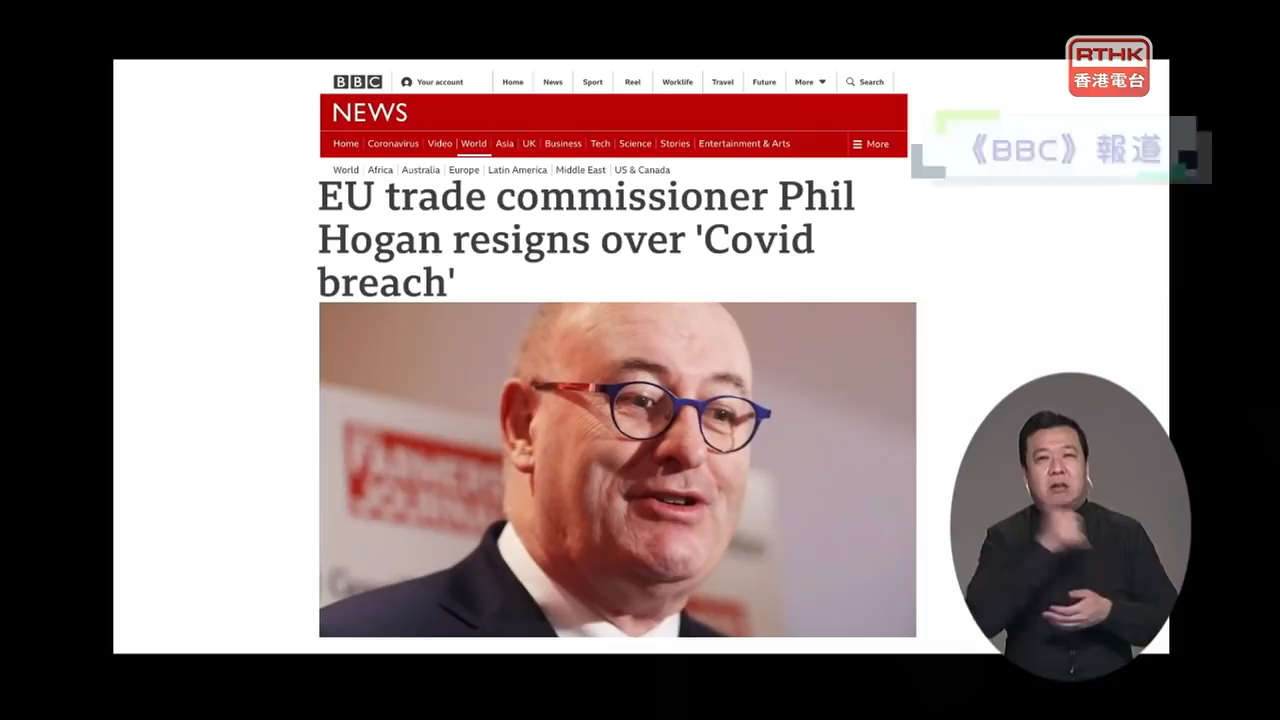 RTHK
香港電台
《BBC》報道
BBC
Your account
Home
News
Sport
Reel
Worklife
Travel
Future
More
Search
NEWS
Home
Coronavirus
Video
World
Asia
UK
Business
Tech
Science
Stories
Entertainment & Arts
More
World
Africa
Australia
Europe
Latin America
Middle East
US & Canada
EU trade commissioner Phil
Hogan resigns over 'Covid
breach'